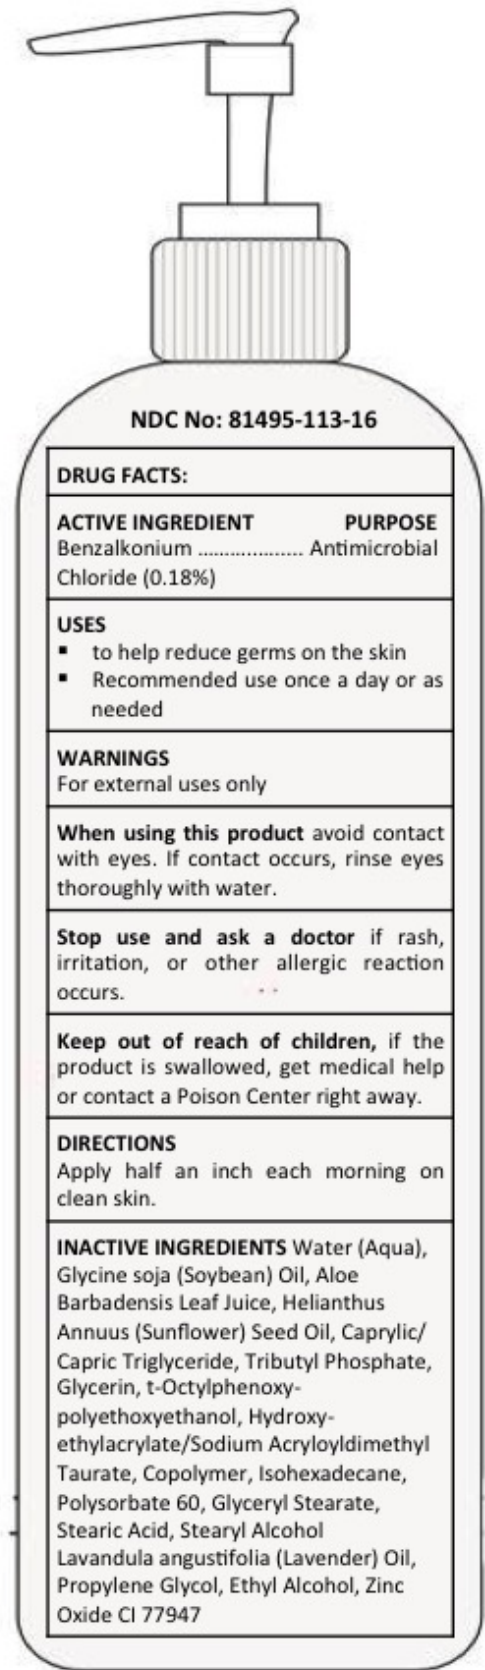 NDC No: 81495-113-16
DRUG FACTS:
ACTIVE INGREDIENT PURPOSE
Benzalkonium ..................... Antimicrobial
Chloride (0.18%)
USES
▪ to help reduce germs on the skin
▪ Recommended use once a day or as
needed
WARNINGS
For external uses only
When using this product avoid contact
with eyes. If contact occurs, rinse eyes
thoroughly with water.
Stop use and ask a doctor if rash,
irritation, or other allergic reaction
occurs.
Keep out of reach of children, if the
product is swallowed, get medical help
or contact a Poison Center right away.
DIRECTIONS
Apply half an inch each morning on
clean skin.
INACTIVE INGREDIENTS Water (Aqua),
Glycine soja (Soybean) Oil, Aloe
Barbadensis Leaf Juice, Helianthus
Annuus (Sunflower) Seed Oil, Caprylic/
Capric Triglyceride, Tributyl Phosphate,
Glycerin, t-Octylphenoxy-
polyethoxyethanol, Hydroxy-
ethylacrylate/Sodium Acryloyldimethyl
Taurate, Copolymer, Isohexadecane,
Polysorbate 60, Glyceryl Stearate,
Stearic Acid, Stearyl Alcohol
Lavandula angustifolia (Lavender) Oil,
Propylene Glycol, Ethyl Alcohol, Zinc
Oxide CI 77947